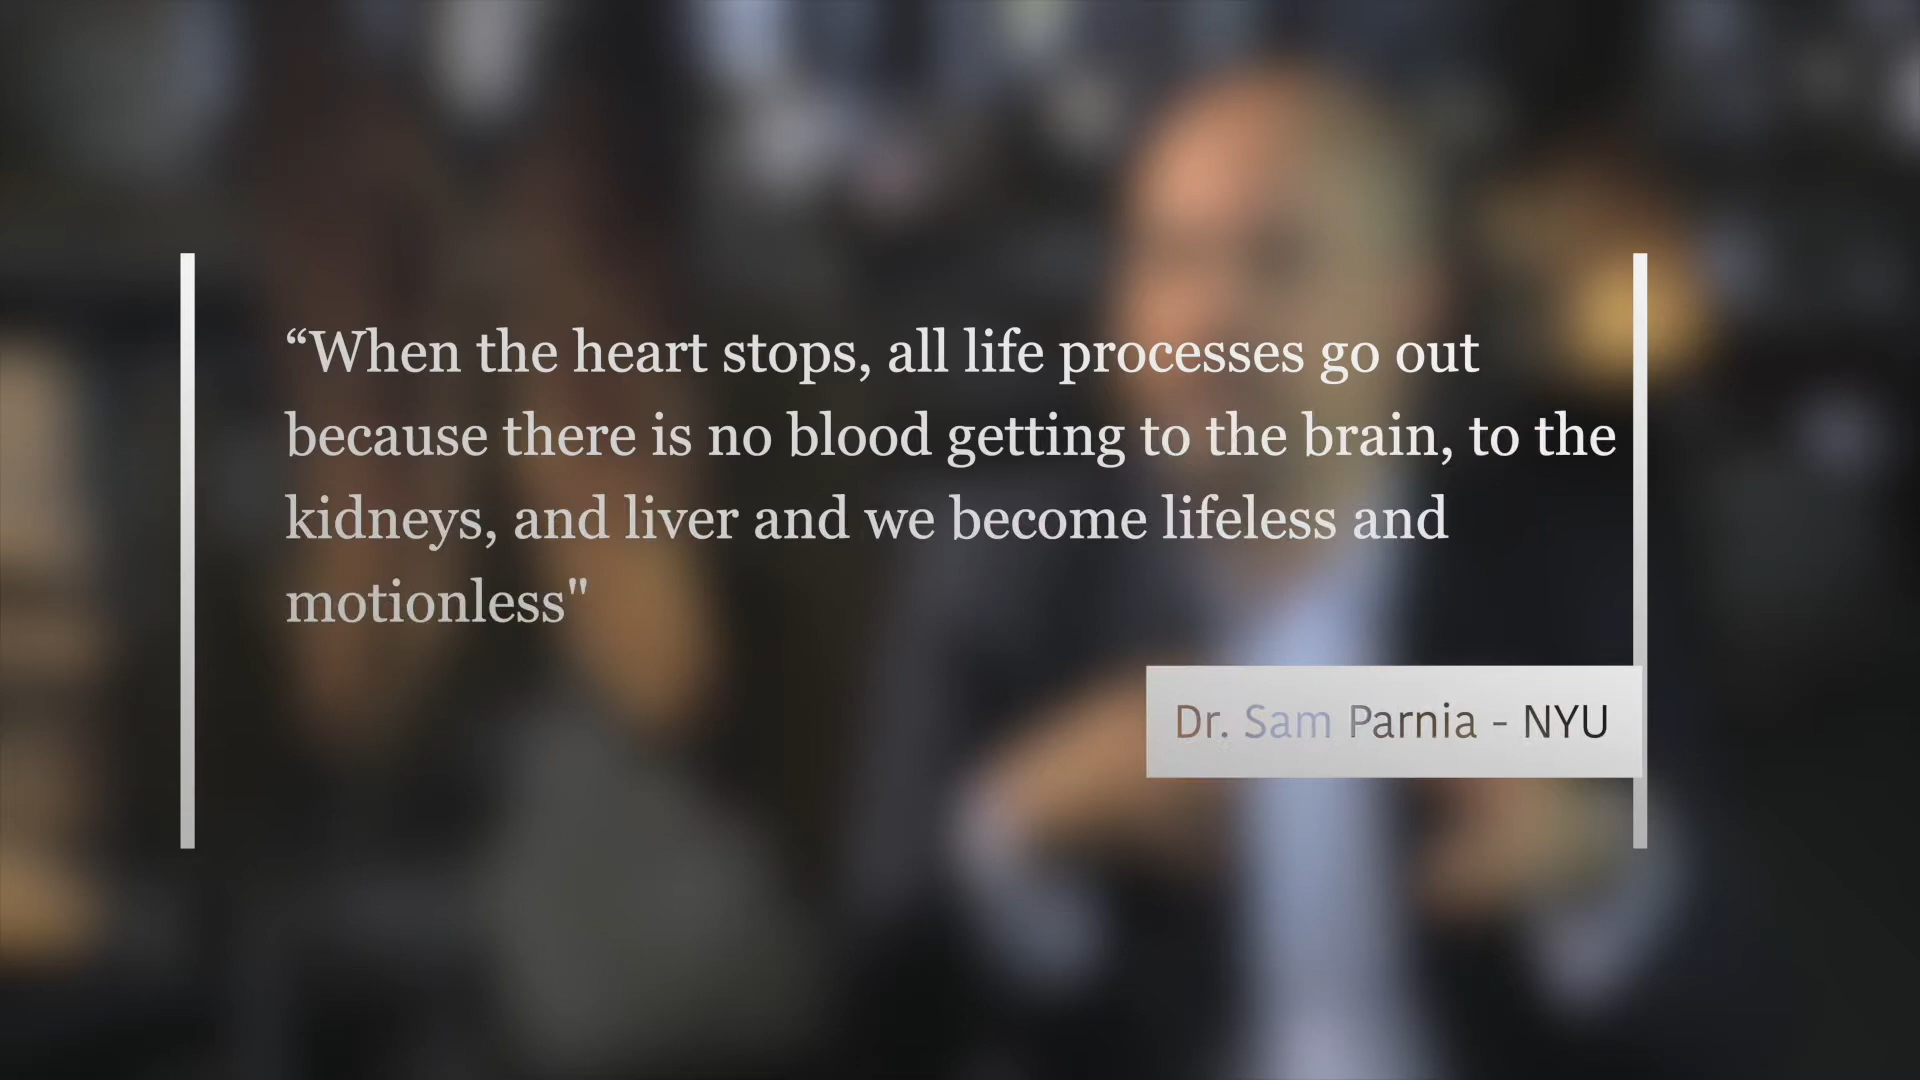 “When the heart stops, all life processes go out
because there is no blood getting to the brain, to the
kidneys, and liver and we become lifeless and
motionless"
Dr. Sam Parnia - NYU